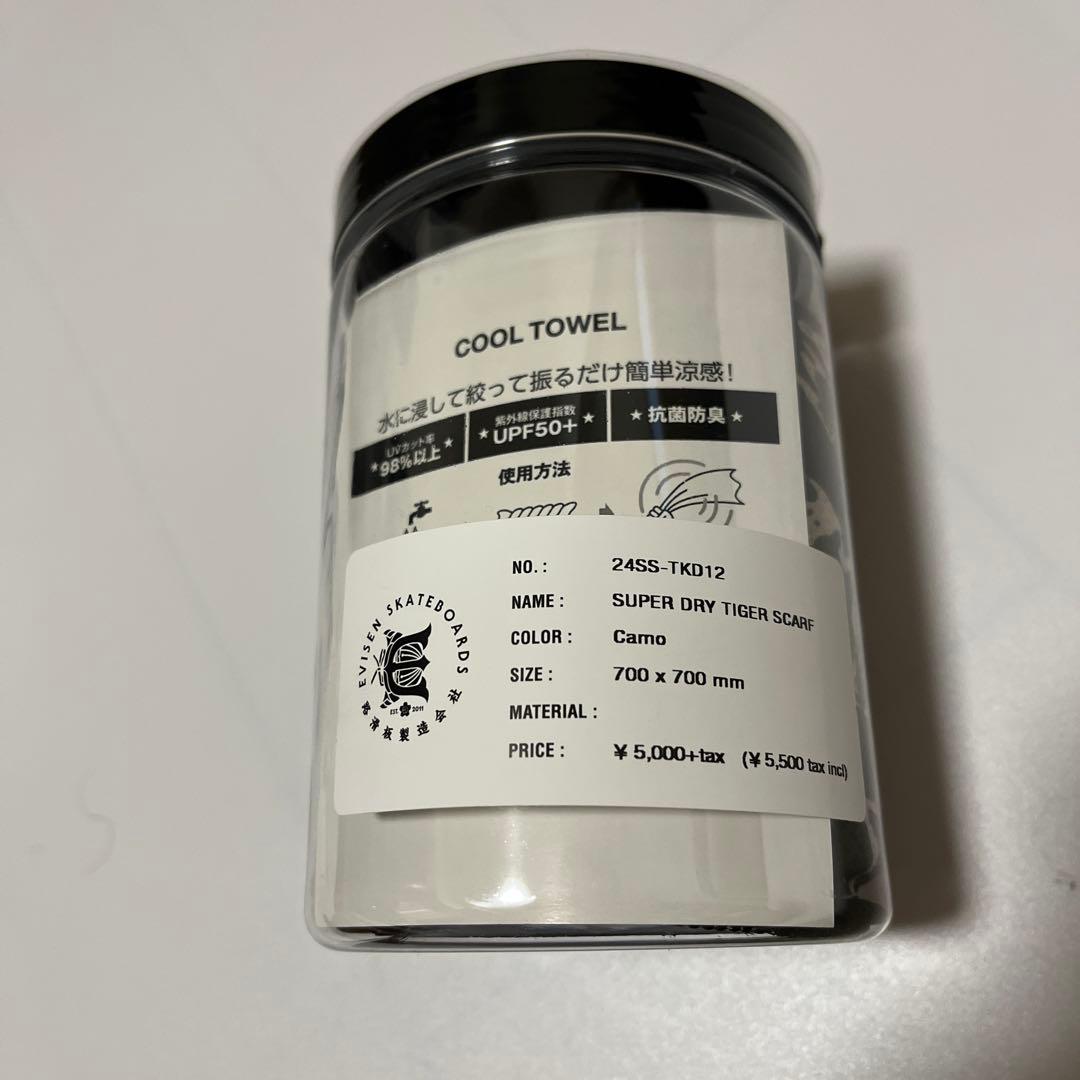 COOL TOWEL
水に浸して絞って振るだけ簡単涼感!
UVカット率
★98%以上★
紫外線保護指数
★UPF50+★
★抗菌防臭★
使用方法
EVISEN SKATEBOARDS
EST. 2011
NO. : 24SS-TKD12
NAME : SUPER DRY TIGER SCARF
COLOR : Camo
SIZE : 700 x 700 mm
MATERIAL :
PRICE : ¥ 5,000+tax (¥ 5,500 tax incl)